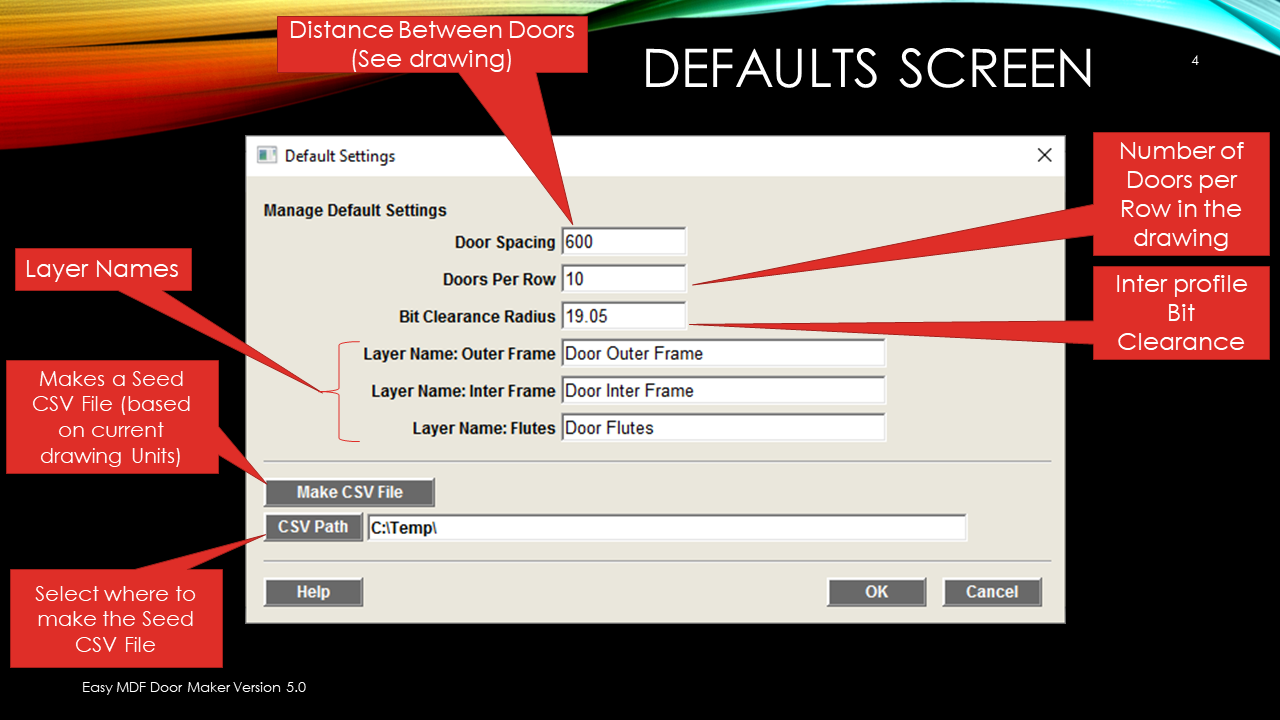 Distance Between Doors
(See drawing)
DEFAULTS SCREEN
4
Default Settings
Manage Default Settings
Door Spacing 600
Doors Per Row 10
Bit Clearance Radius 19.05
Layer Name: Outer Frame Door Outer Frame
Layer Name: Inter Frame Door Inter Frame
Layer Name: Flutes Door Flutes
Make CSV File
CSV Path C:\Temp\
Help OK Cancel
Number of
Doors per
Row in the
drawing
Inter profile
Bit
Clearance
Layer Names
Makes a Seed
CSV File (based
on current
drawing Units)
Select where to
make the Seed
CSV File
Easy MDF Door Maker Version 5.0